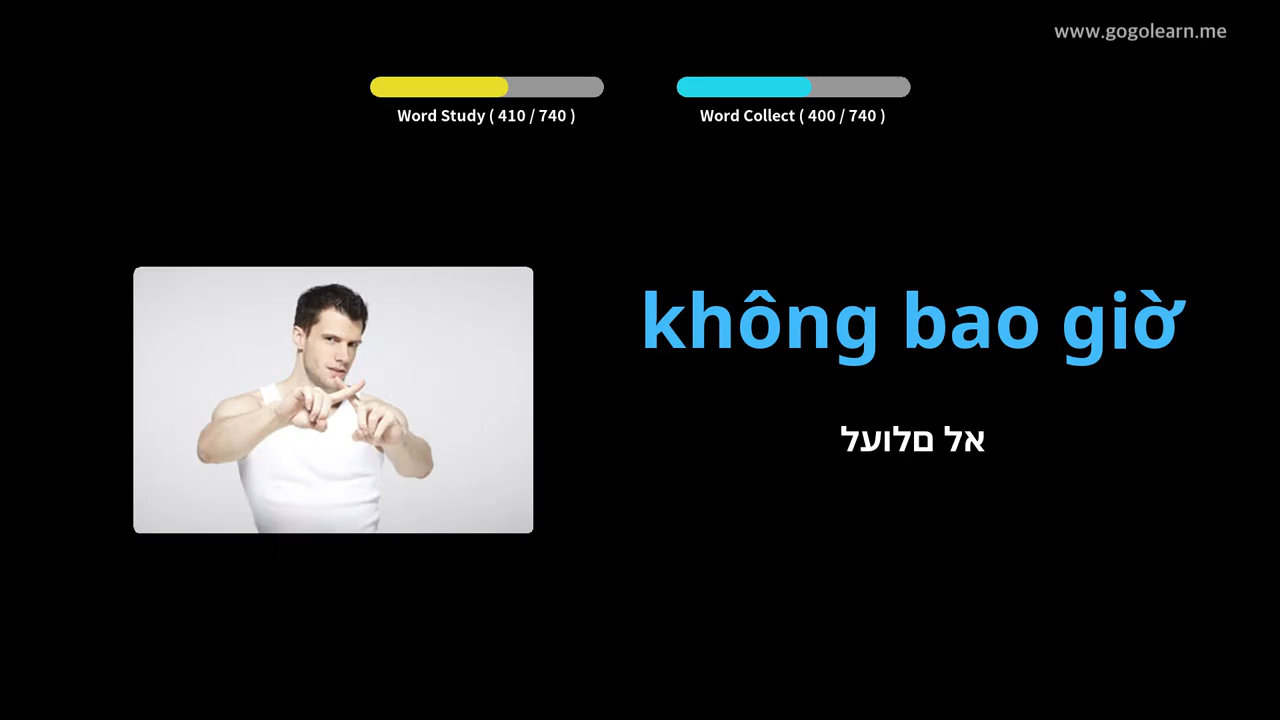 www.gogolearn.me
Word Study ( 410 / 740 )
Word Collect ( 400 / 740 )
không bao giờ
אל םלועל